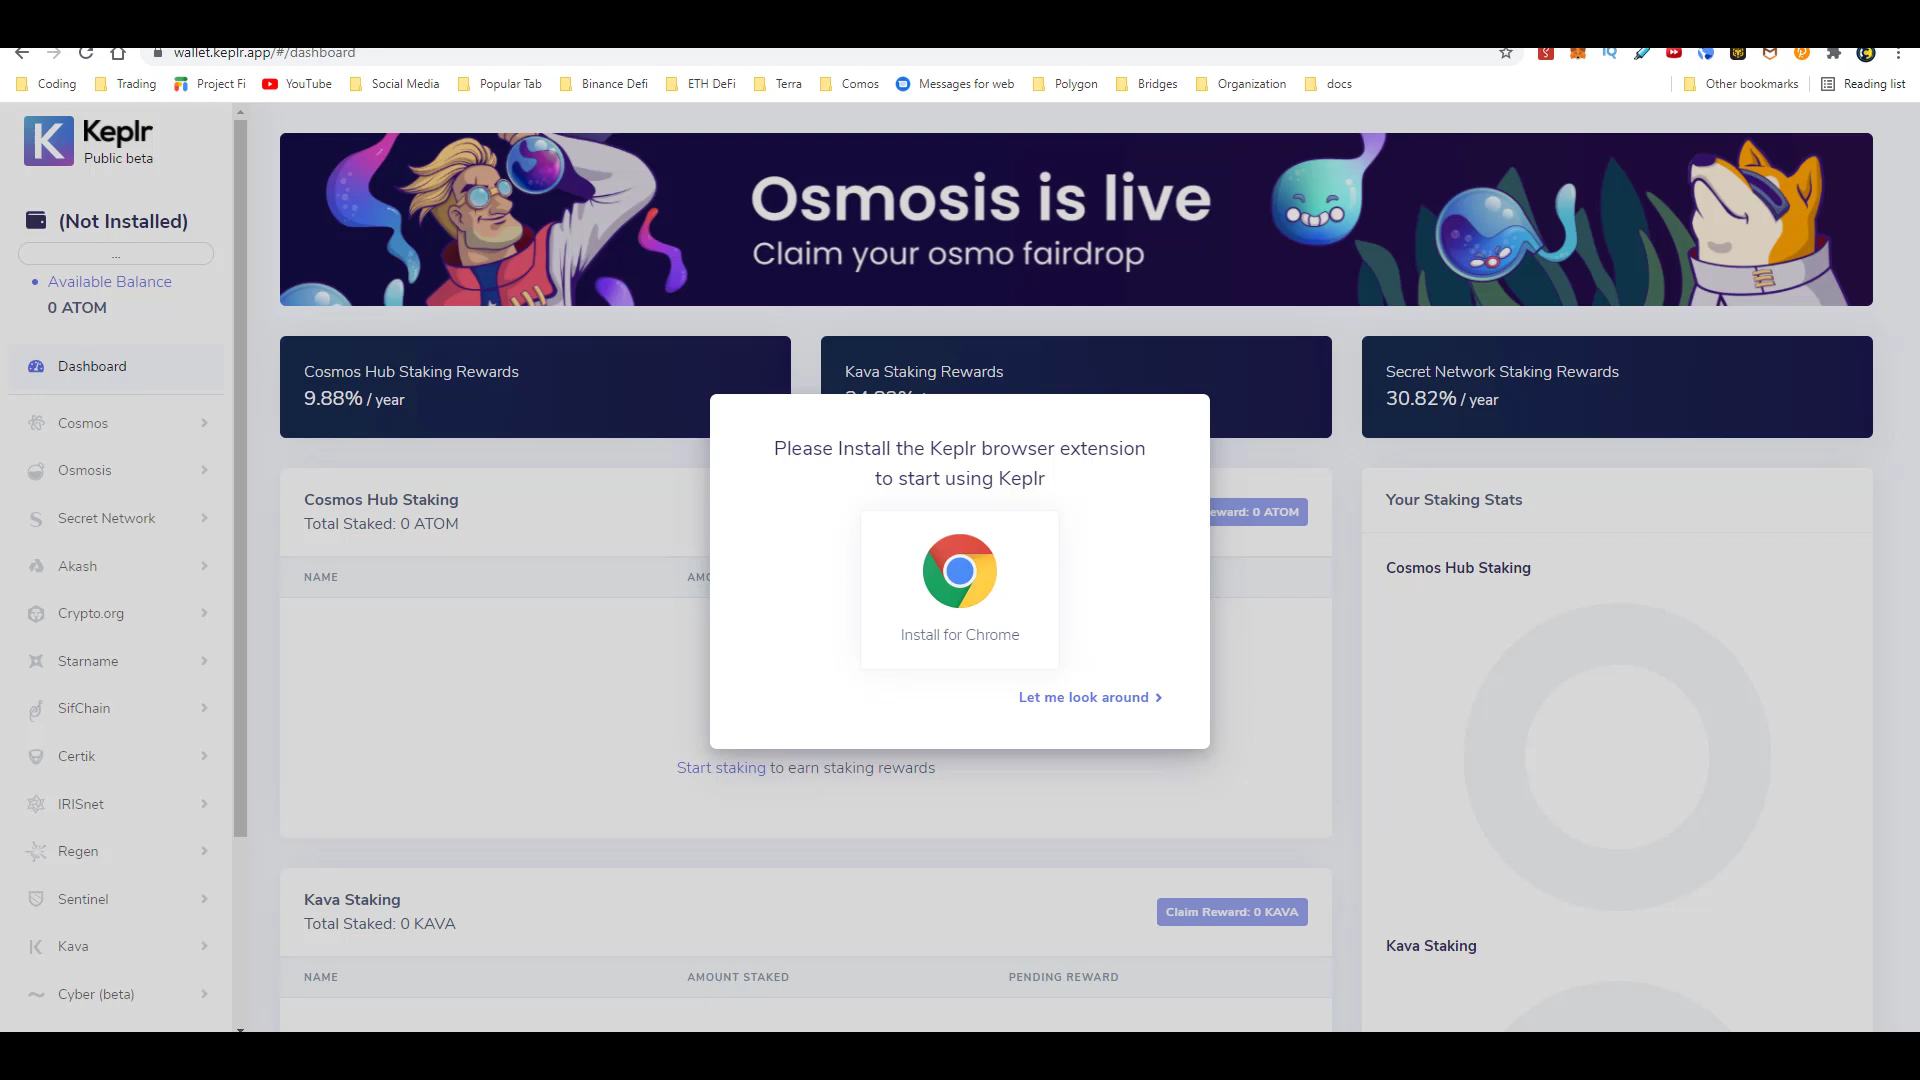 wallet.keplr.app/#/dashboard
Coding Trading Project Fi YouTube Social Media Popular Tab Binance Defi ETH DeFi Terra Comos Messages for web Polygon Bridges Organization docs Other bookmarks Reading list
Keplr
Public beta
(Not Installed)
...
Available Balance
0 ATOM
Dashboard
Cosmos
Osmosis
Secret Network
Akash
Crypto.org
Starname
SifChain
Certik
IRISnet
Regen
Sentinel
Kava
Cyber (beta)
Osmosis is live
Claim your osmo fairdrop
Cosmos Hub Staking Rewards
9.88% / year
Kava Staking Rewards
Secret Network Staking Rewards
30.82% / year
Please Install the Keplr browser extension
to start using Keplr
Install for Chrome
Let me look around
Cosmos Hub Staking
Total Staked: 0 ATOM
eward: 0 ATOM
NAME AMO
Start staking to earn staking rewards
Kava Staking
Total Staked: 0 KAVA
Claim Reward: 0 KAVA
NAME AMOUNT STAKED PENDING REWARD
Your Staking Stats
Cosmos Hub Staking
Kava Staking